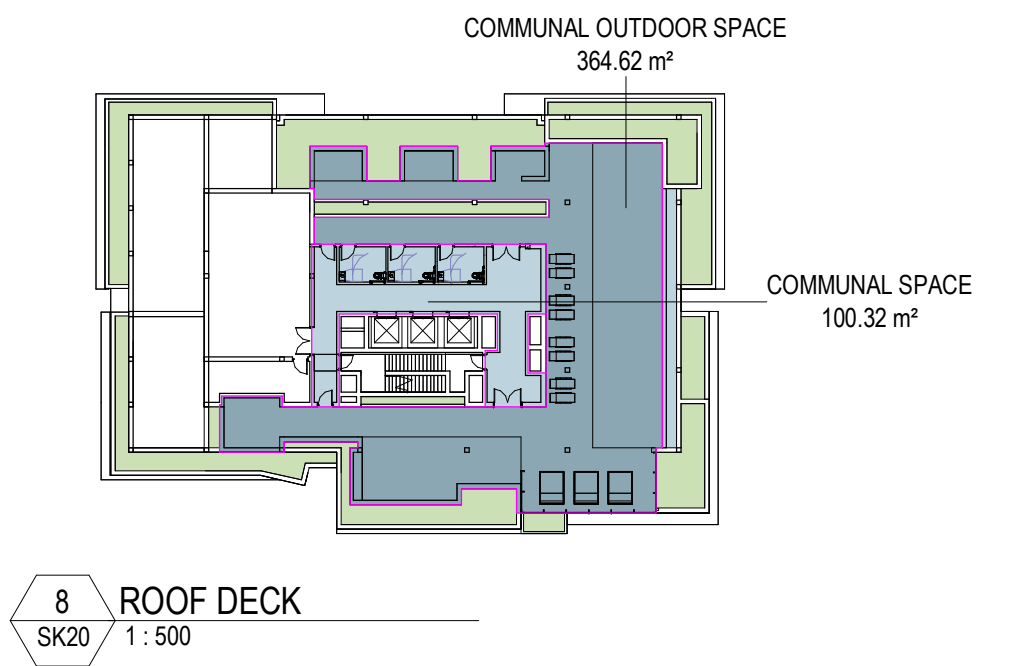 COMMUNAL OUTDOOR SPACE
364.62 m²
COMMUNAL SPACE
100.32 m²
8
SK20
ROOF DECK
1 : 500